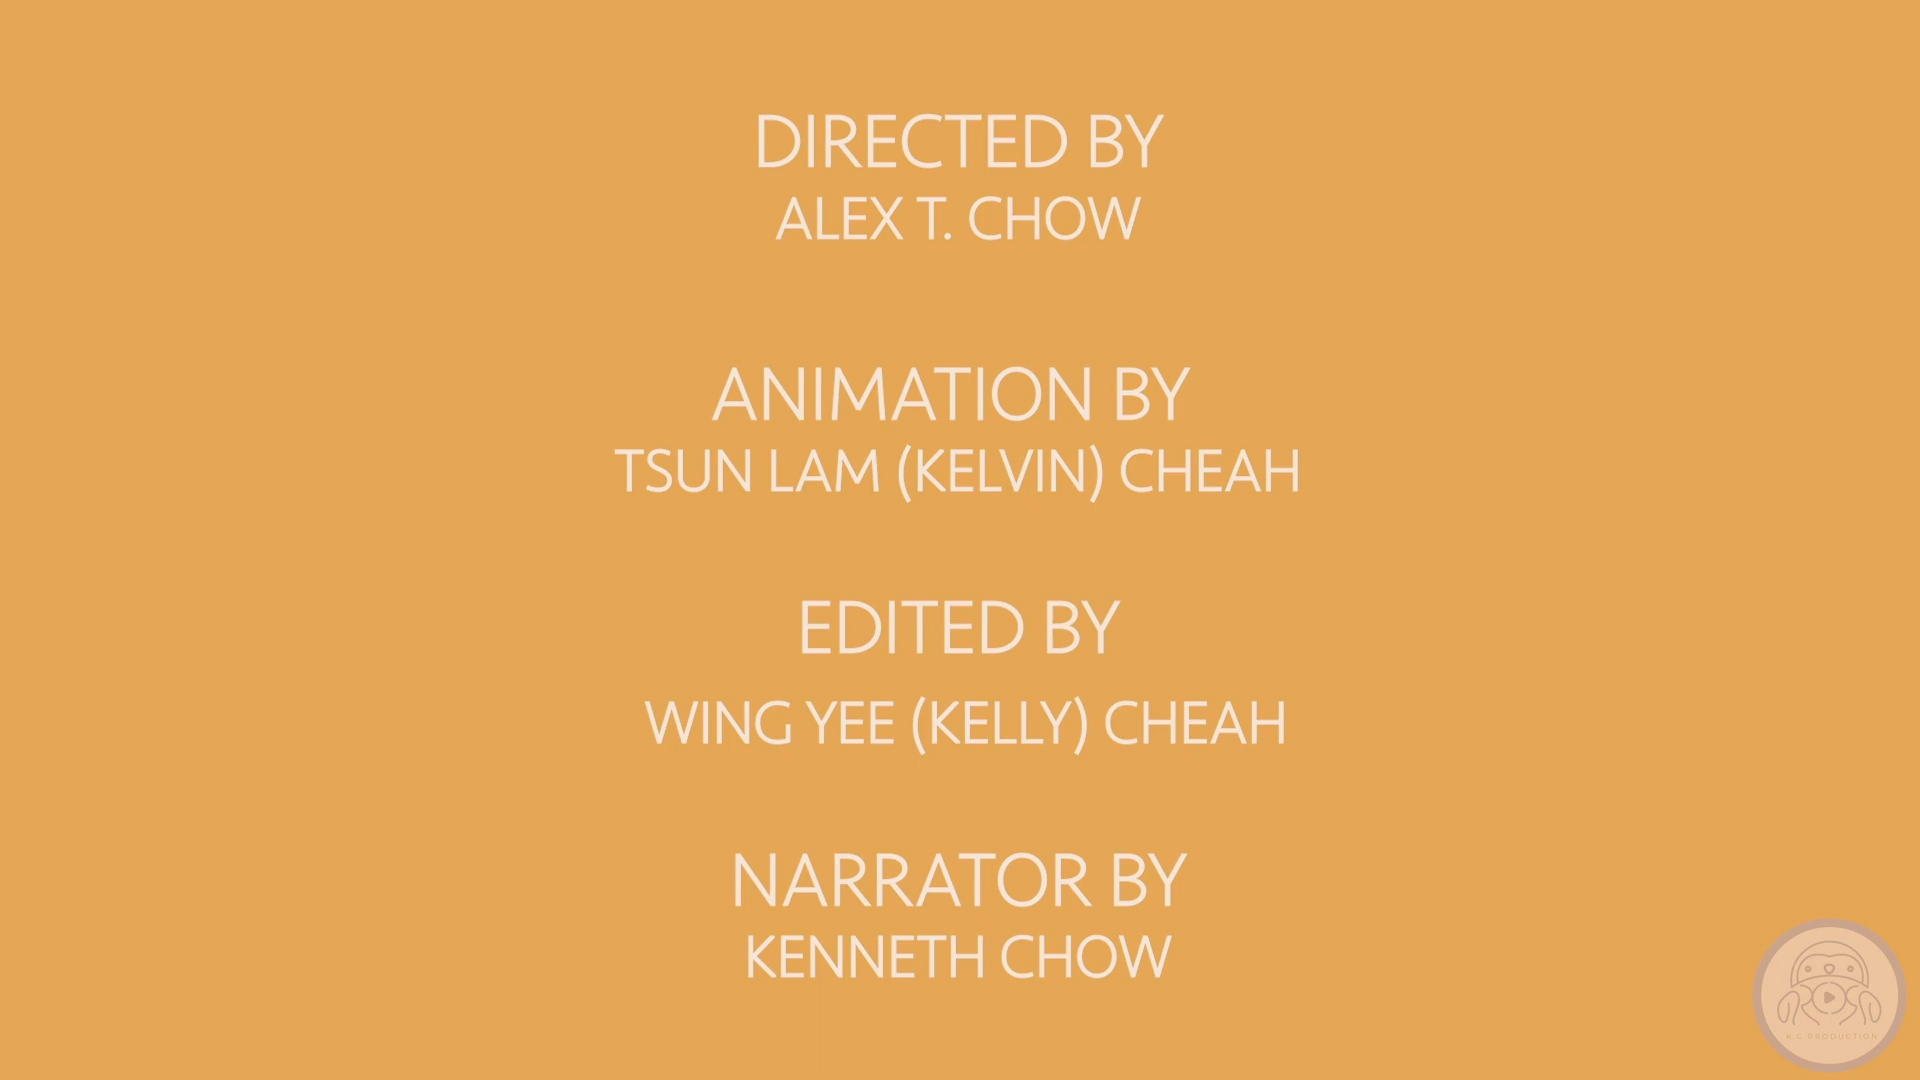 DIRECTED BY
ALEX T. CHOW
ANIMATION BY
TSUN LAM (KELVIN) CHEAH
EDITED BY
WING YEE (KELLY) CHEAH
NARRATOR BY
KENNETH CHOW
K.C PRODUCTION